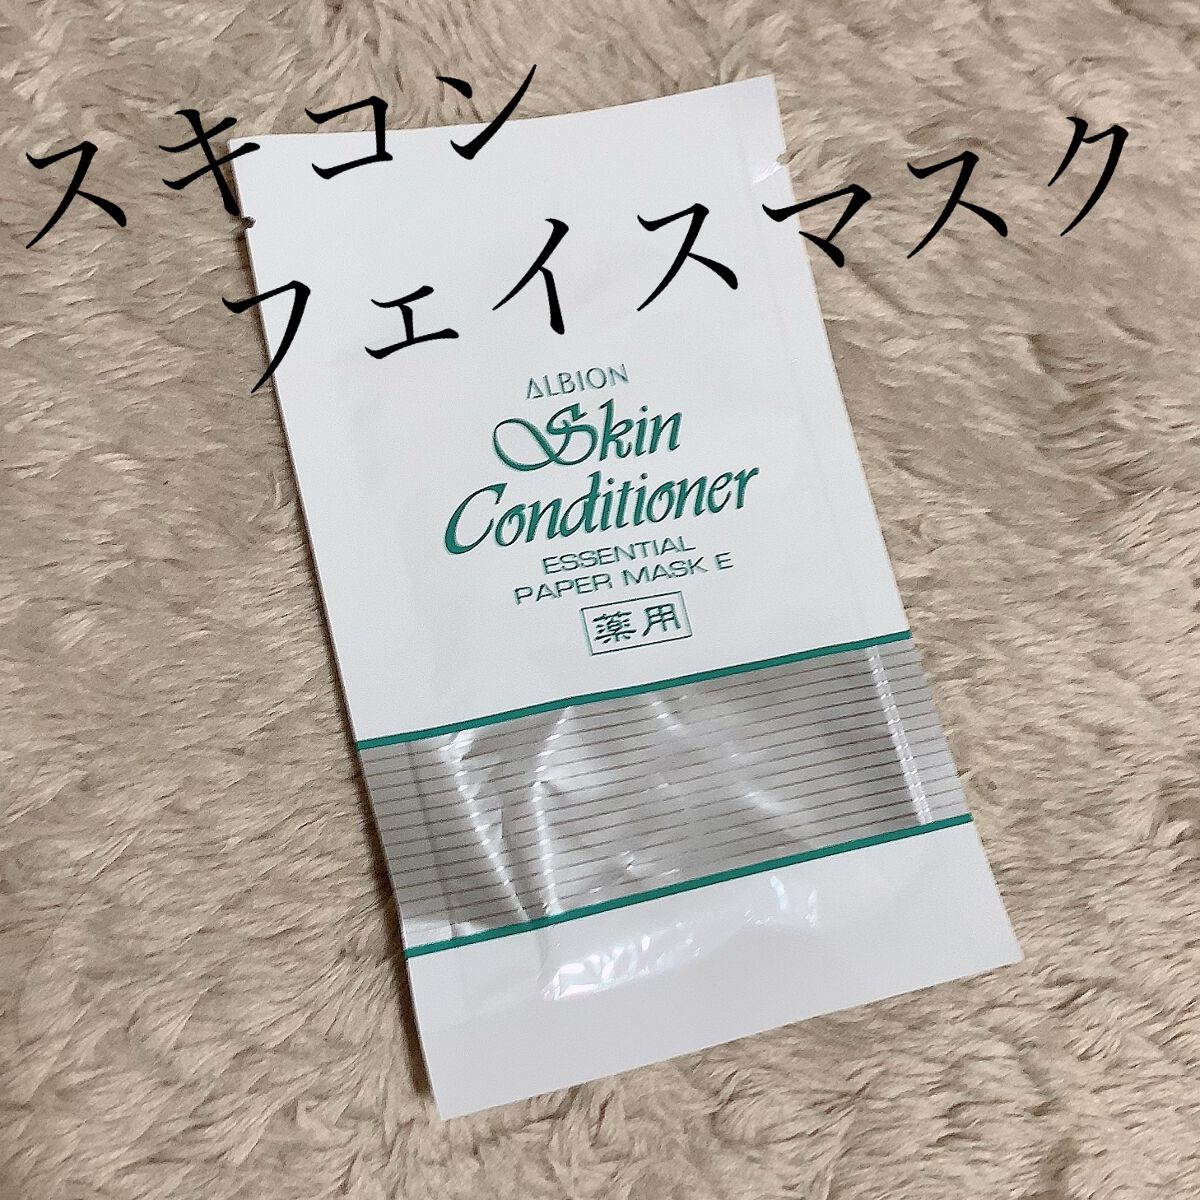 スキコン
フェイスマスク
ALBION
Skin
Conditioner
ESSENTIAL
PAPER MASK E
薬用